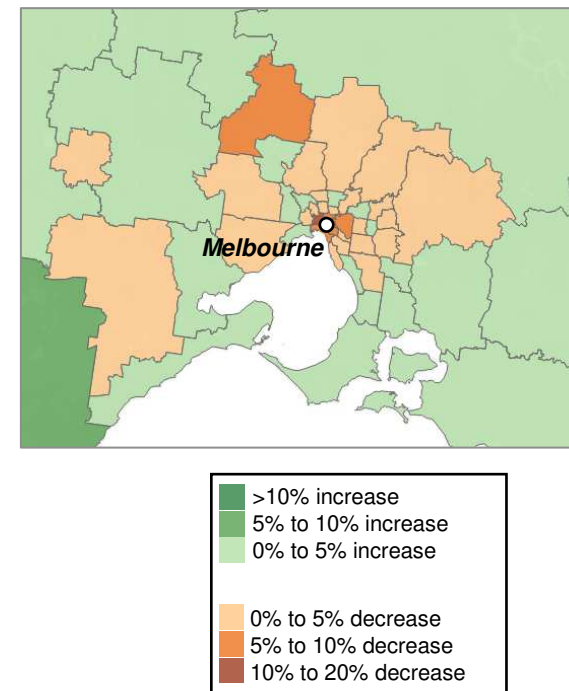 Melbourne
>10% increase
5% to 10% increase
0% to 5% increase
0% to 5% decrease
5% to 10% decrease
10% to 20% decrease